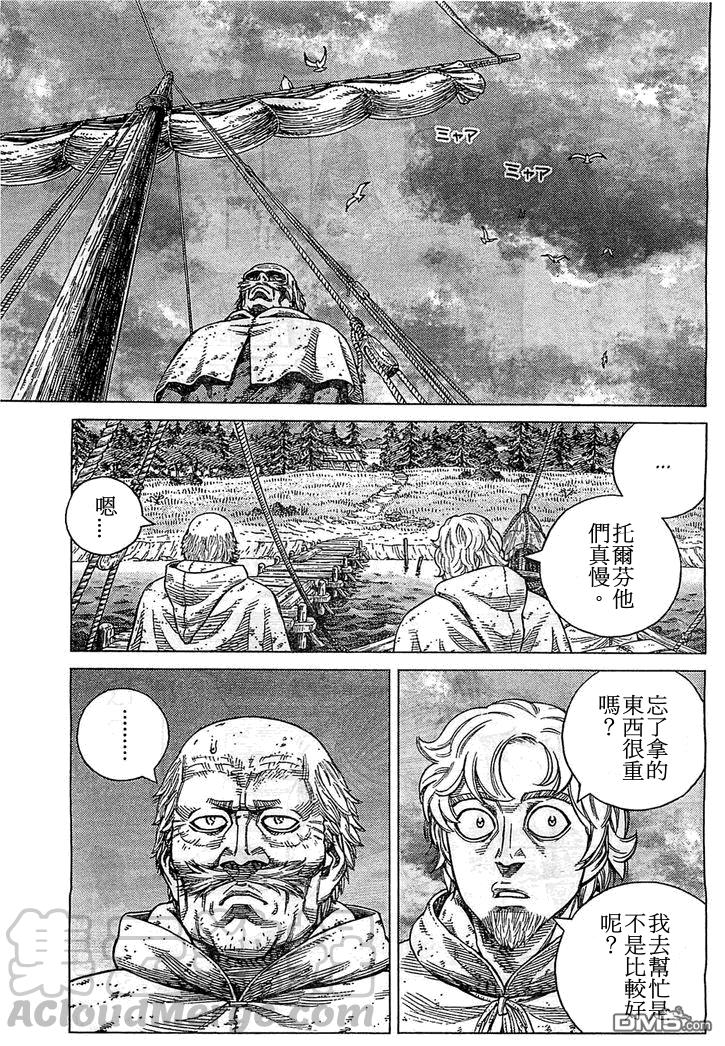 ミャア
ミャア
…
托爾芬他
們真慢。
嗯
……
忘了拿的
東西很重
嗎？
我去幫忙是
不是比較好
呢？
………
ACloudMerge.com
DM5.com